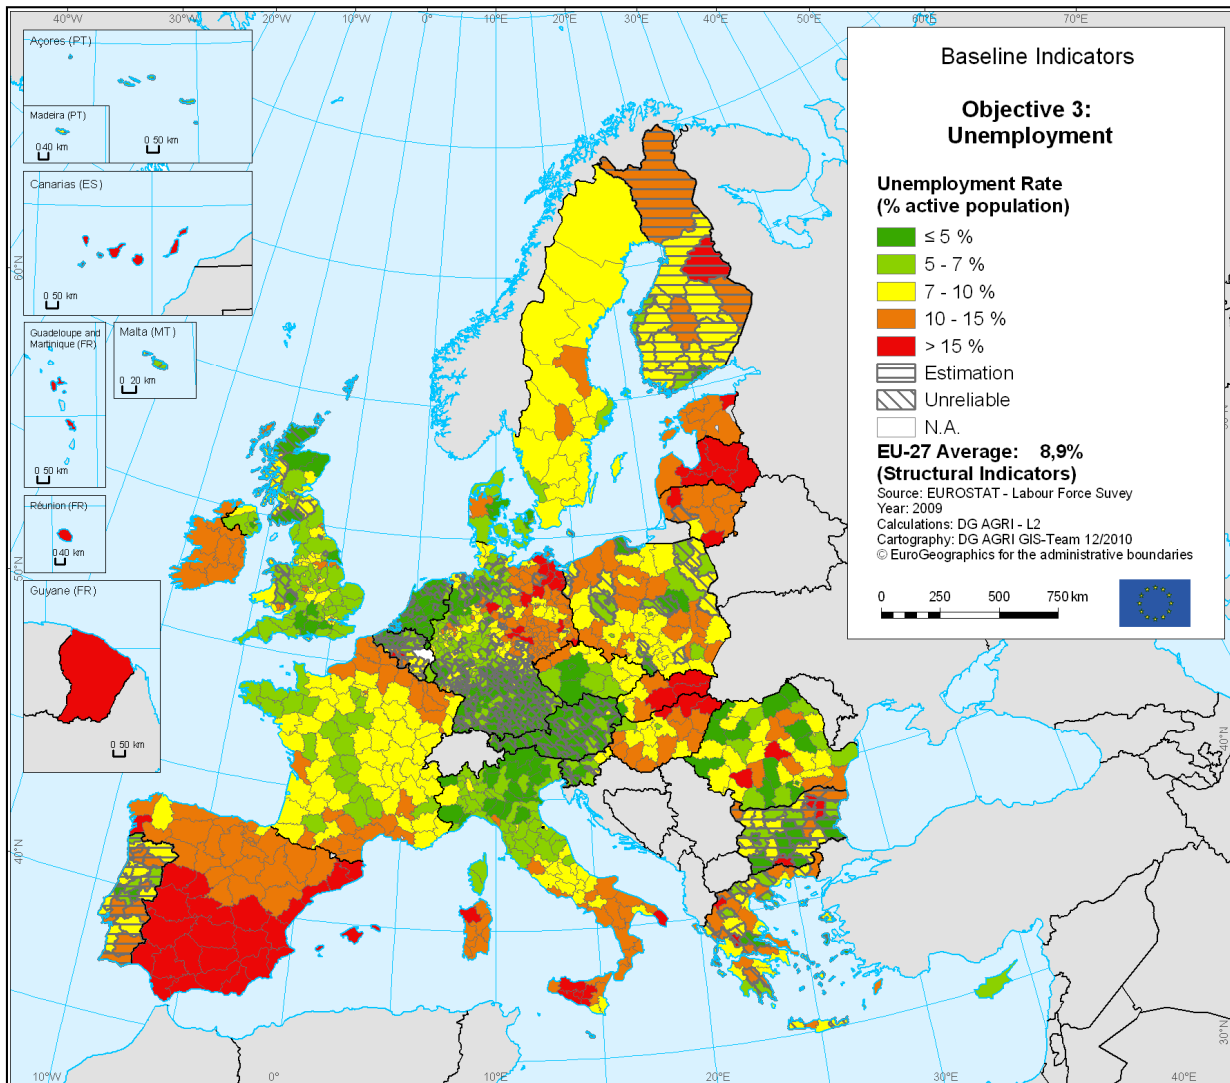 40°W
30°W
20°W
10°W
0°
10°E
20°E
30°E
40°E
50°E
60°E
70°E
Açores (PT)
Madeira (PT)
0 40 km
0 50 km
Canarias (ES)
0 50 km
60°N
Guadeloupe and
Martinique (FR)
0 50 km
Malta (MT)
0 20 km
Réunion (FR)
0 40 km
50°N
Guyane (FR)
0 50 km
40°N
Baseline Indicators
Objective 3:
Unemployment
Unemployment Rate
(% active population)
≤ 5 %
5 - 7 %
7 - 10 %
10 - 15 %
> 15 %
Estimation
Unreliable
N.A.
EU-27 Average: 8,9%
(Structural Indicators)
Source: EUROSTAT - Labour Force Suvey
Year: 2009
Calculations: DG AGRI - L2
Cartography: DG AGRI GIS-Team 12/2010
© EuroGeographics for the administrative boundaries
0 250 500 750 km
40°N
30°N
10°W
0°
10°E
20°E
30°E
40°E